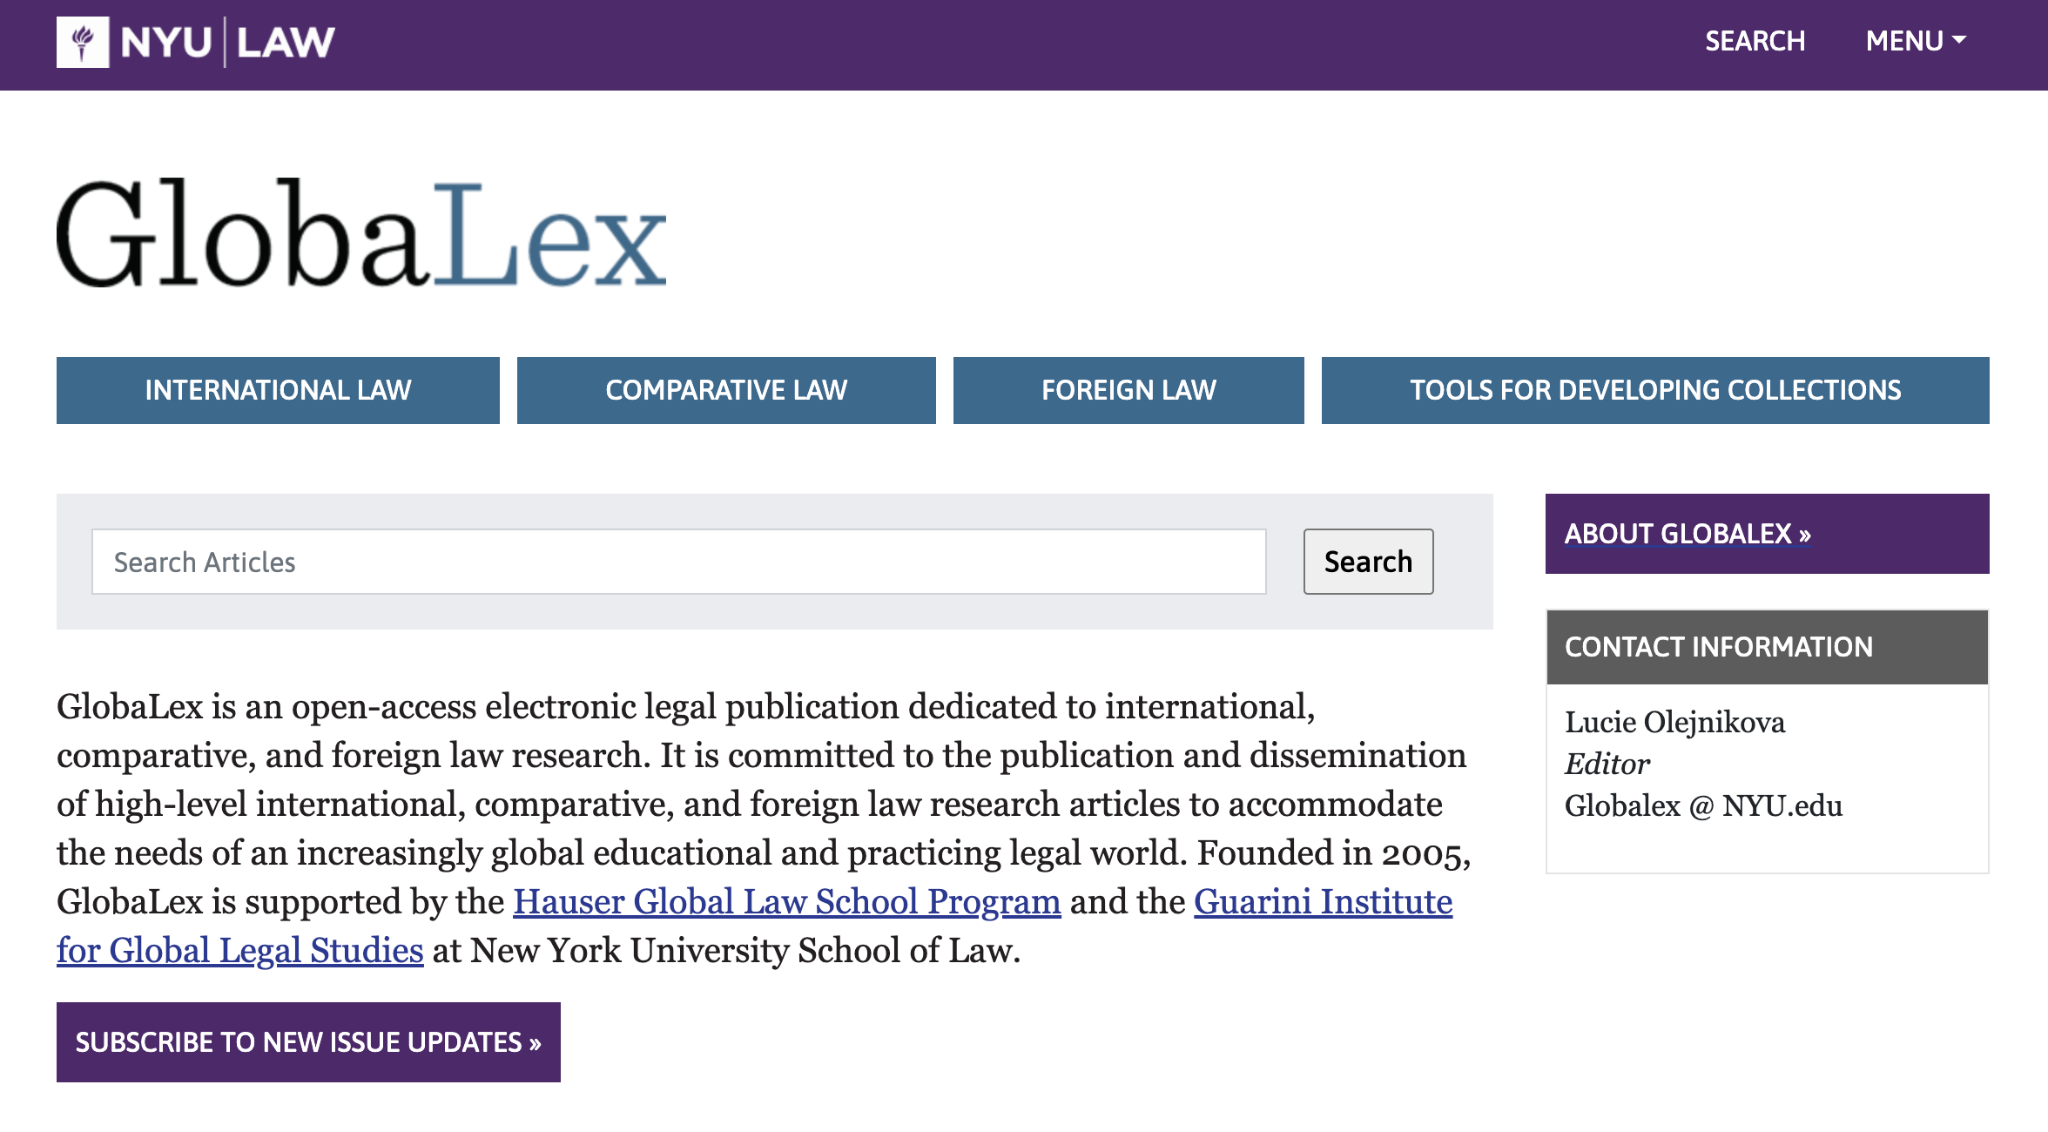 NYU | LAW
SEARCH
MENU
GlobaLex
INTERNATIONAL LAW
COMPARATIVE LAW
FOREIGN LAW
TOOLS FOR DEVELOPING COLLECTIONS
Search Articles
Search
GlobaLex is an open-access electronic legal publication dedicated to international,
comparative, and foreign law research. It is committed to the publication and dissemination
of high-level international, comparative, and foreign law research articles to accommodate
the needs of an increasingly global educational and practicing legal world. Founded in 2005,
GlobaLex is supported by the Hauser Global Law School Program and the Guarini Institute
for Global Legal Studies at New York University School of Law.
SUBSCRIBE TO NEW ISSUE UPDATES »
ABOUT GLOBALEX »
CONTACT INFORMATION
Lucie Olejnikova
Editor
Globalex @ NYU.edu